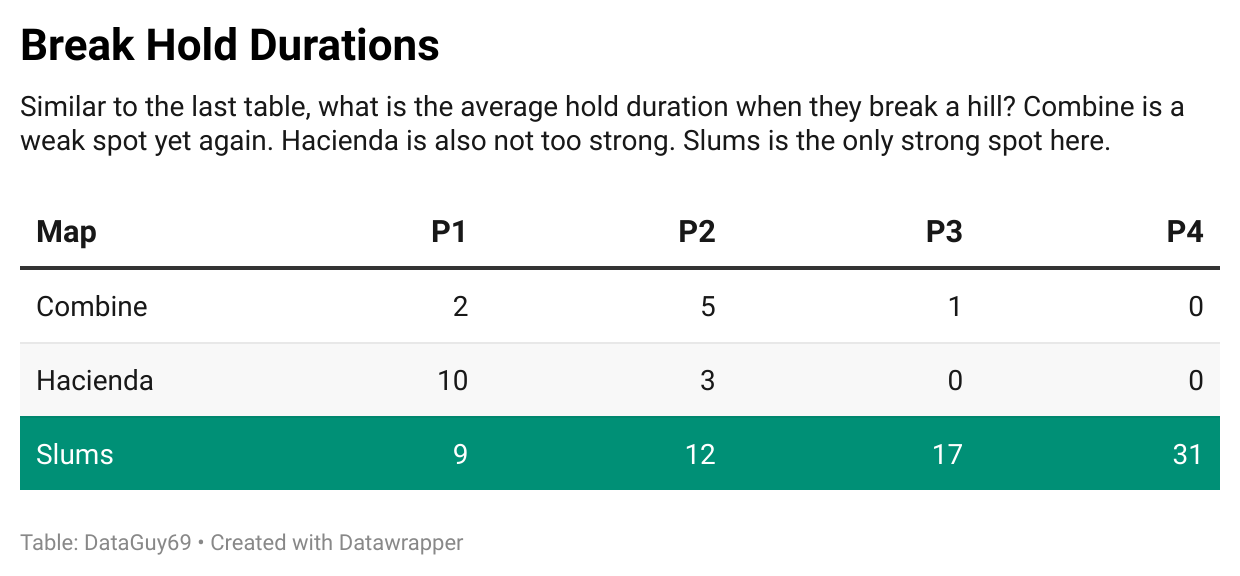 Break Hold Durations
Similar to the last table, what is the average hold duration when they break a hill? Combine is a
weak spot yet again. Hacienda is also not too strong. Slums is the only strong spot here.
Map P1 P2 P3 P4
Combine 2 5 1 0
Hacienda 10 3 0 0
Slums 9 12 17 31
Table: DataGuy69 • Created with Datawrapper